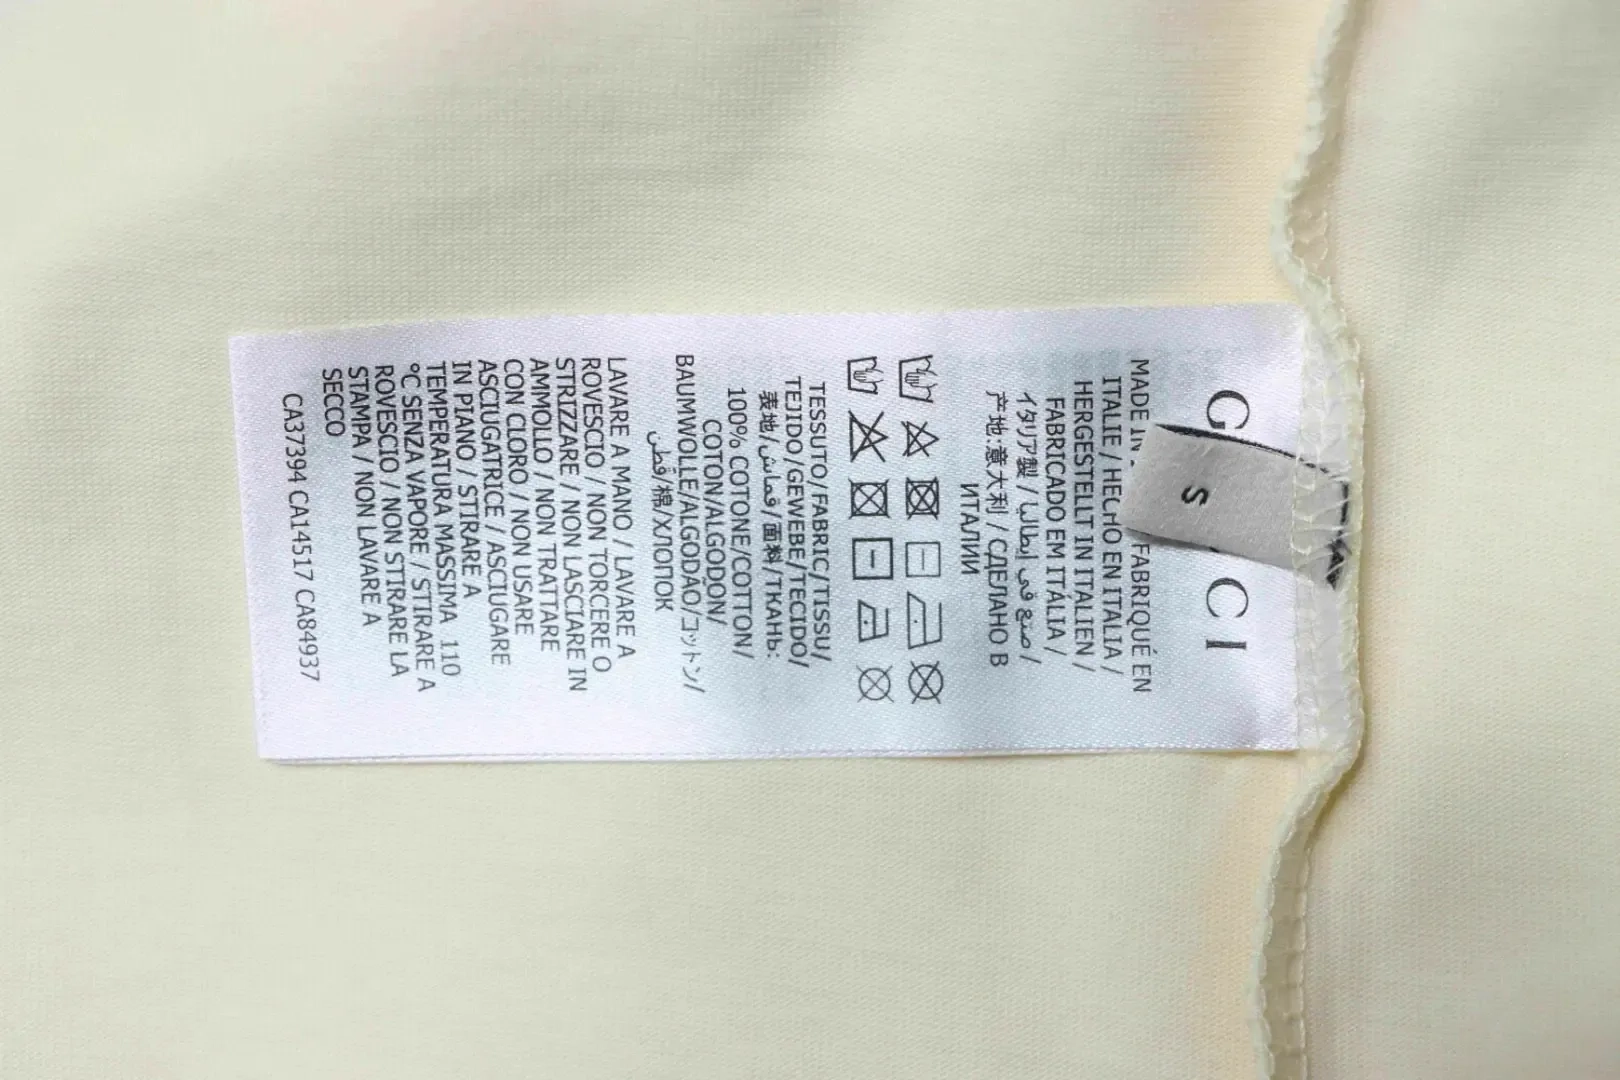 G CI
S
MADE IN FABRIQUÉ EN
ITALIE / HECHO EN ITALIA /
HERGESTELLT IN ITALIEN /
FABRICADO EM ITÁLIA /
イタリア製 / صنع في إيطاليا /
产地:意大利 / СДЕЛАНО В
ИТАЛИИ
TESSUTO/FABRIC/TISSU/
TEJIDO/GEWEBE/TECIDO/
表地/قماش/面料/ТКАНЬ:
100% COTONE/COTTON/
COTON/ALGODÓN/
BAUMWOLLE/ALGODÃO/コットン/
قطن/棉/ХЛОПОК
LAVARE A MANO / LAVARE A
ROVESCIO / NON TORCERE O
STRIZZARE / NON LASCIARE IN
AMMOLLO / NON TRATTARE
CON CLORO / NON USARE
ASCIUGATRICE / ASCIUGARE
IN PIANO / STIRARE A
TEMPERATURA MASSIMA 110
°C SENZA VAPORE / STIRARE A
ROVESCIO / NON STIRARE LA
STAMPA / NON LAVARE A
SECCO
CA37394 CA14517 CA84937